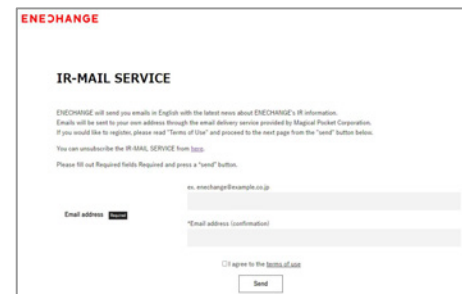 ENECHANGE
IR-MAIL SERVICE
ENECHANGE will send you emails in English with the latest news about ENECHANGE's IR information.
Emails will be sent to your own address through the email delivery service provided by Magical Pocket Corporation.
If you would like to register, please read "Terms of Use" and proceed to the next page from the "send" button below.
You can unsubscribe the IR-MAIL SERVICE from here.
Please fill out Required fields Required and press a "send" button.
ex. enechange@example.co.jp
Email address Required
*Email address (confirmation)
I agree to the terms of use
Send